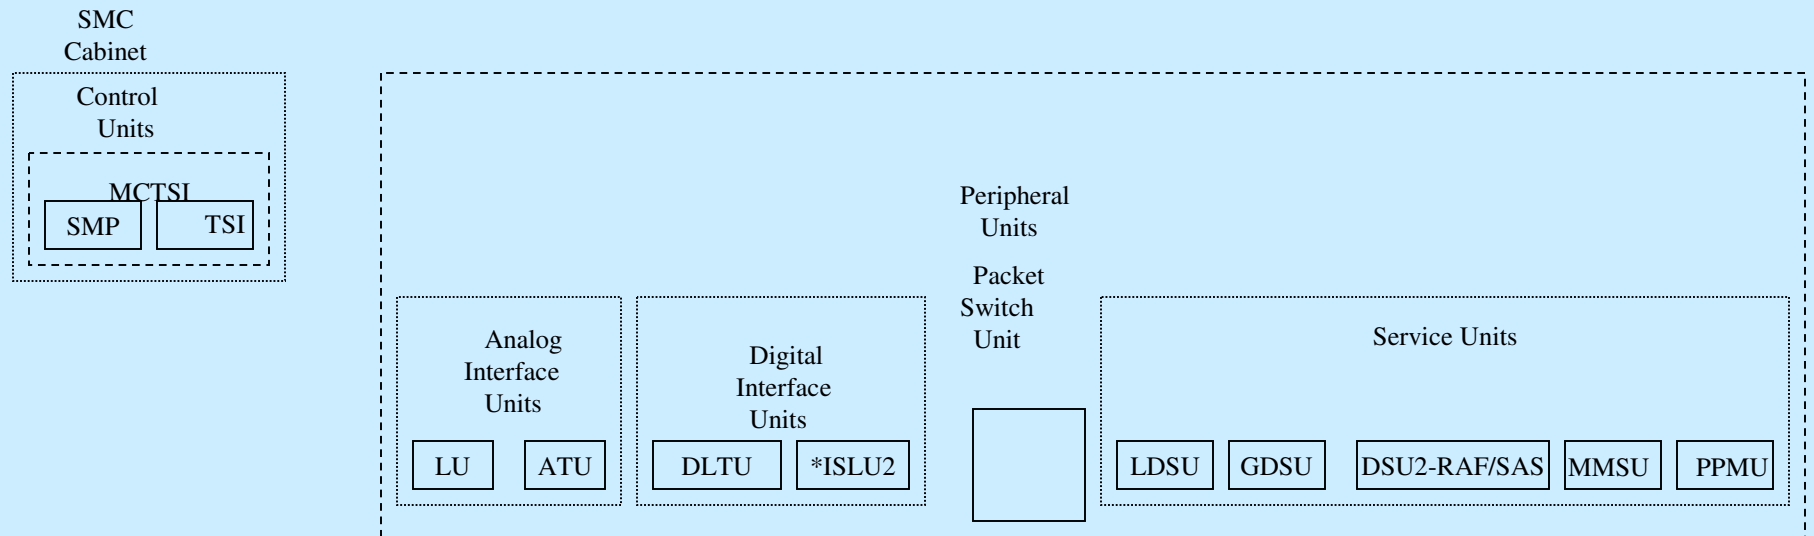 SMC
Cabinet
Control
Units
MCTSI
SMP
TSI
Peripheral
Units
Packet
Switch
Unit
Analog
Interface
Units
LU
ATU
Digital
Interface
Units
DLTU
*ISLU2
Service Units
LDSU
GDSU
DSU2-RAF/SAS
MMSU
PPMU